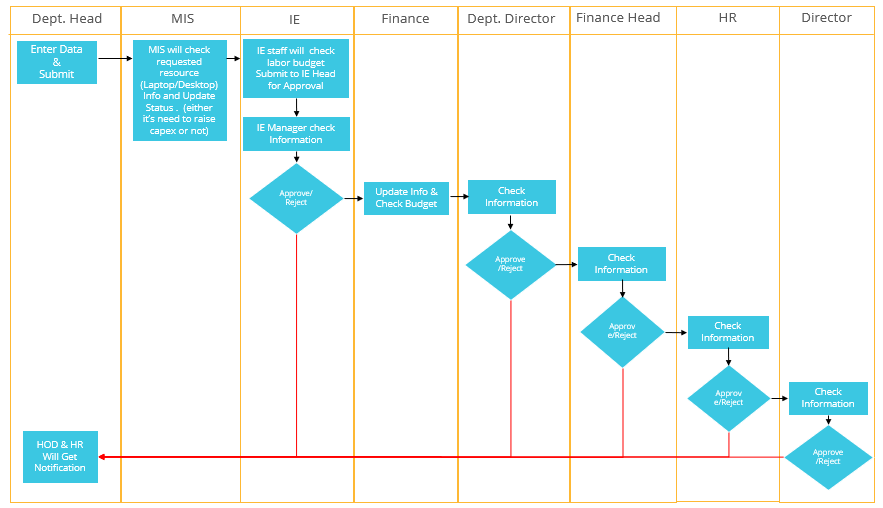 Dept. Head
MIS
IE
Finance
Dept. Director
Finance Head
HR
Director
Enter Data
&
Submit
MIS will check
requested
resource
(Laptop/Desktop)
Info and Update
Status . (either
it's need to raise
capex or not)
IE staff will check
labor budget
Submit to IE Head
for Approval
IE Manager check
Information
Approve/
Reject
Update Info &
Check Budget
Check
Information
Approve
/Reject
Check
Information
Approv
e/Reject
Check
Information
Approv
e/Reject
Check
Information
Approve
/Reject
HOD & HR
Will Get
Notification